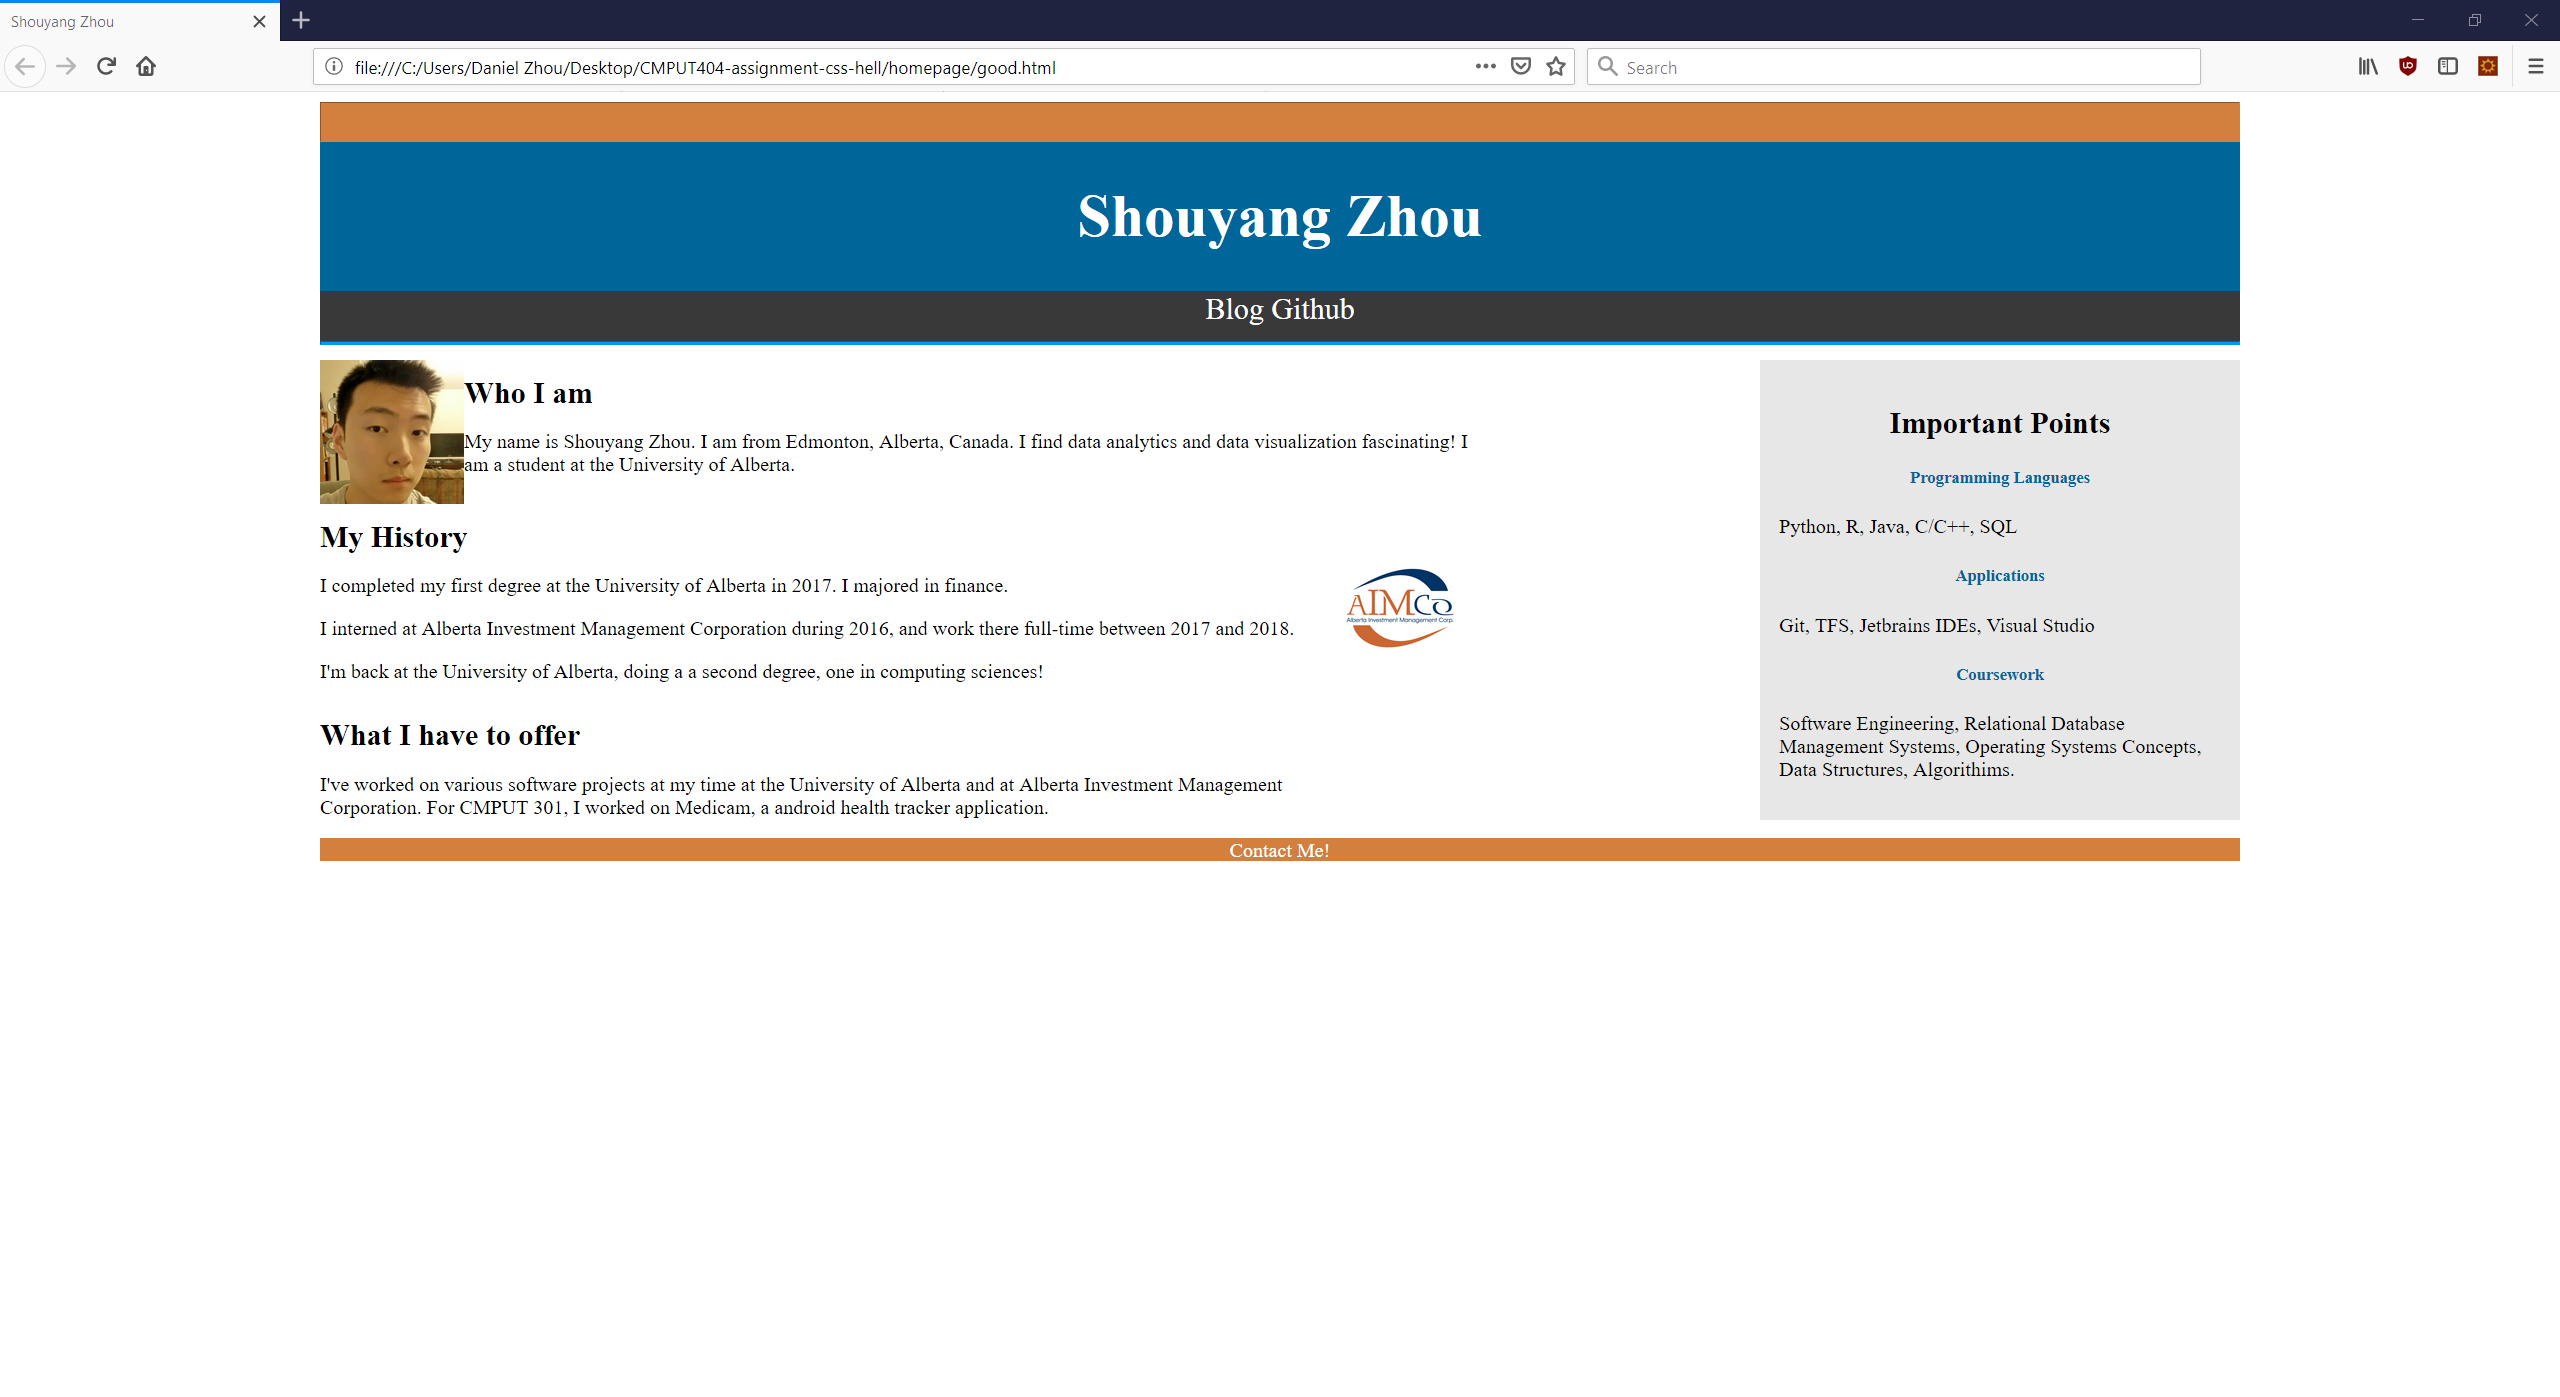 Shouyang Zhou
file:///C:/Users/Daniel Zhou/Desktop/CMPUT404-assignment-css-hell/homepage/good.html
Search
Shouyang Zhou
Blog Github
Who I am
My name is Shouyang Zhou. I am from Edmonton, Alberta, Canada. I find data analytics and data visualization fascinating! I
am a student at the University of Alberta.
My History
I completed my first degree at the University of Alberta in 2017. I majored in finance.
I interned at Alberta Investment Management Corporation during 2016, and work there full-time between 2017 and 2018.
I'm back at the University of Alberta, doing a a second degree, one in computing sciences!
AIMCo
Alberta Investment Management Corp.
What I have to offer
I've worked on various software projects at my time at the University of Alberta and at Alberta Investment Management
Corporation. For CMPUT 301, I worked on Medicam, a android health tracker application.
Important Points
Programming Languages
Python, R, Java, C/C++, SQL
Applications
Git, TFS, Jetbrains IDEs, Visual Studio
Coursework
Software Engineering, Relational Database
Management Systems, Operating Systems Concepts,
Data Structures, Algorithims.
Contact Me!